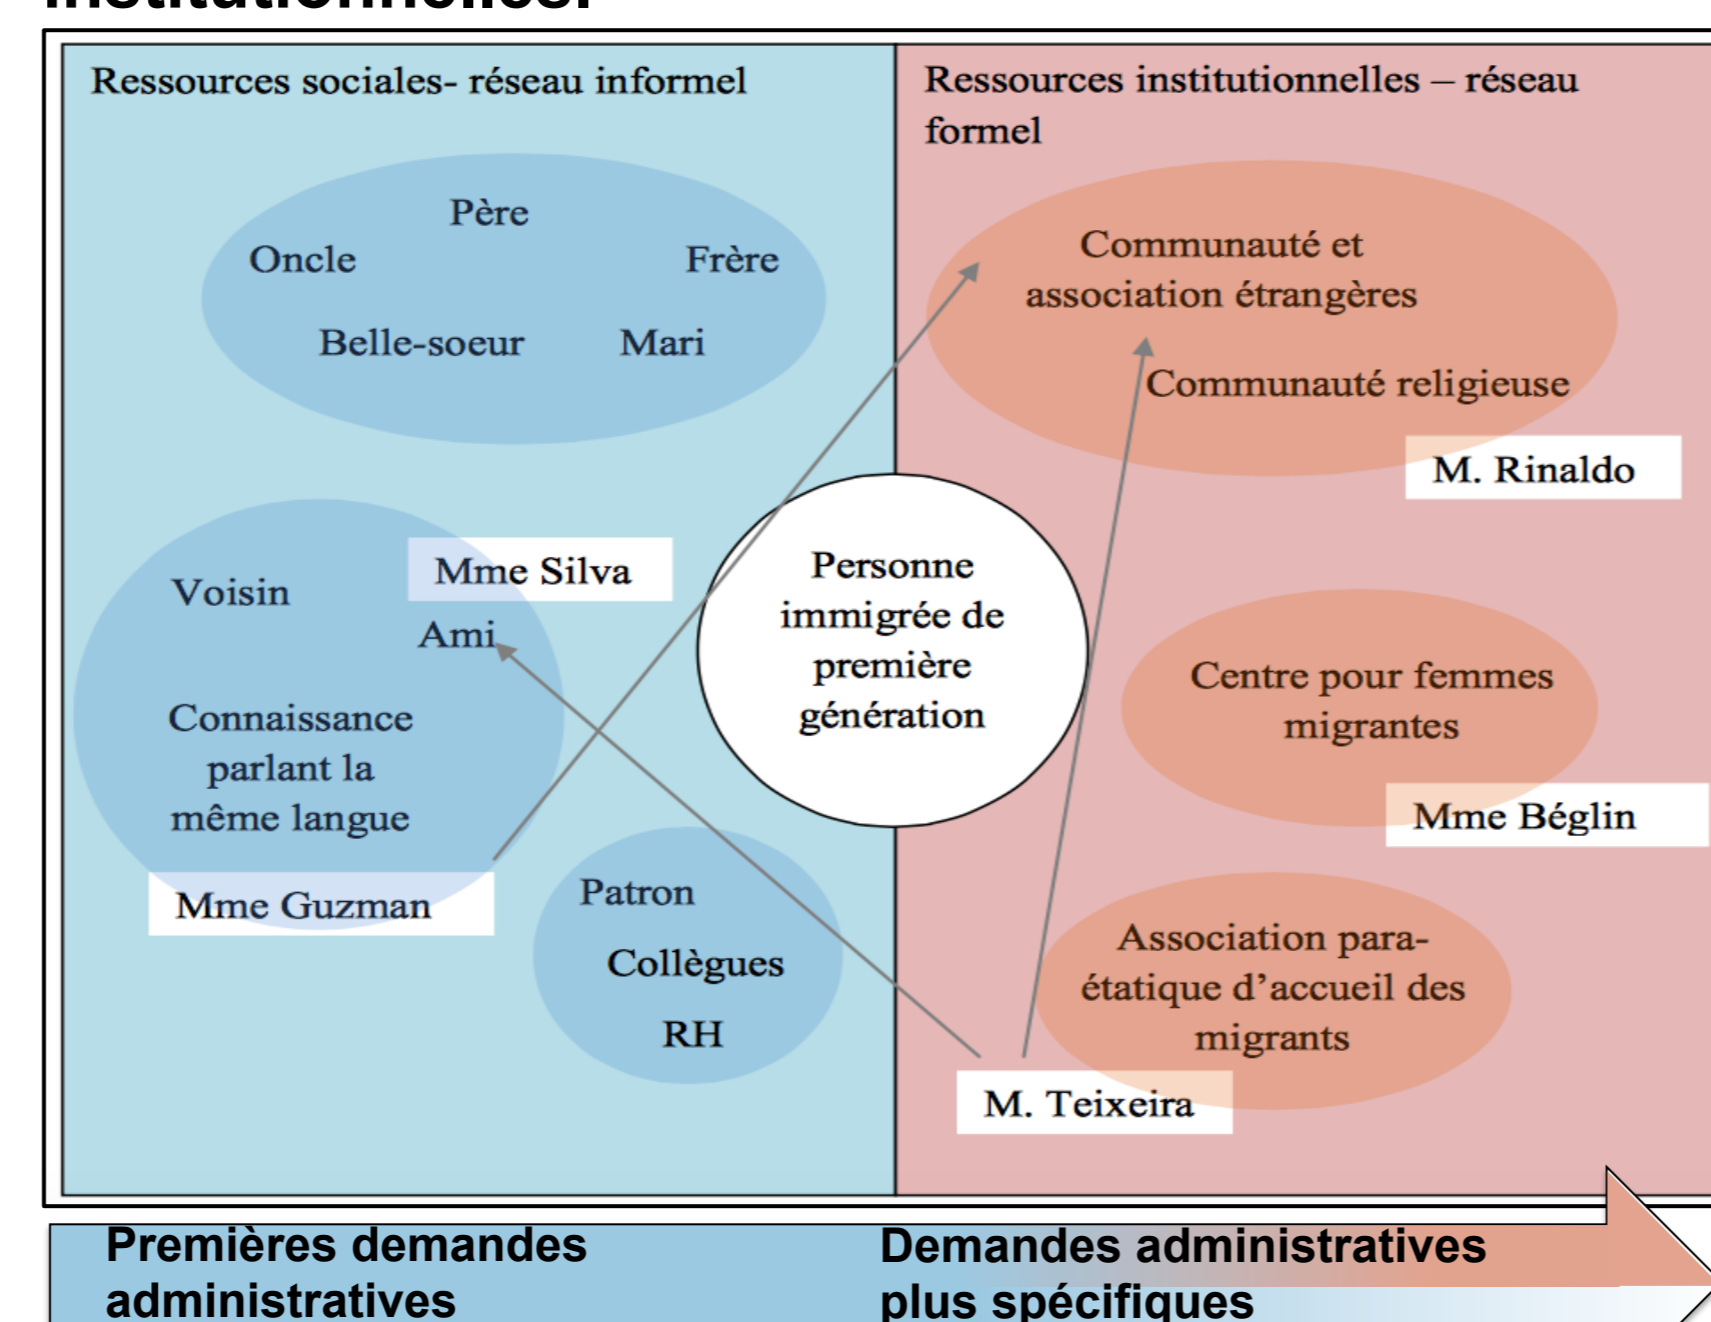 institutionnelles.
Ressources sociales- réseau informel
Père
Oncle
Frère
Belle-soeur
Mari
Voisin
Mme Silva
Ami
Connaissance
parlant la
même langue
Mme Guzman
Patron
Collègues
RH
Personne
immigrée de
première
génération
Ressources institutionnelles – réseau
formel
Communauté et
association étrangères
Communauté religieuse
M. Rinaldo
Centre pour femmes
migrantes
Mme Béglin
Association para-
étatique d’accueil des
migrants
M. Teixeira
Premières demandes
administratives
Demandes administratives
plus spécifiques